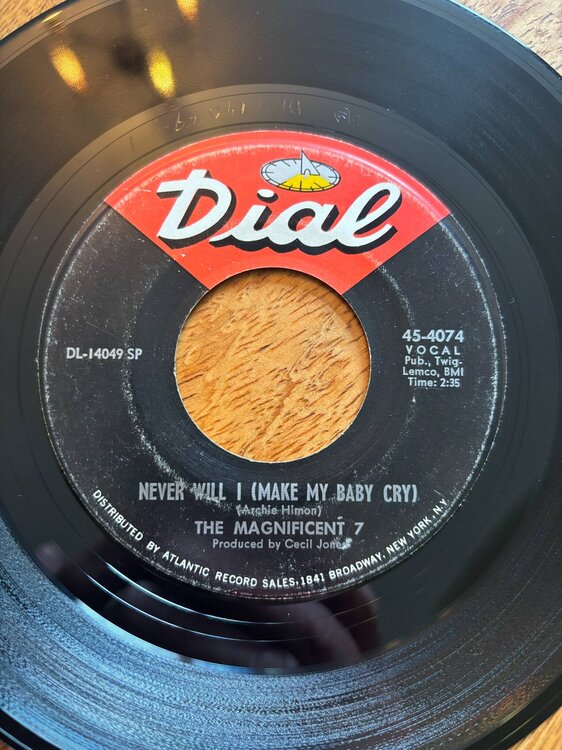 Dial
DL-14049 SP
45-4074
VOCAL
Pub., Twig-
Lemco, BMI
Time: 2:35
NEVER WILL I (MAKE MY BABY CRY)
(Archie Himon)
THE MAGNIFICENT 7
Produced by Cecil Jones
DISTRIBUTED BY ATLANTIC RECORD SALES, 1841 BROADWAY, NEW YORK, N.Y.